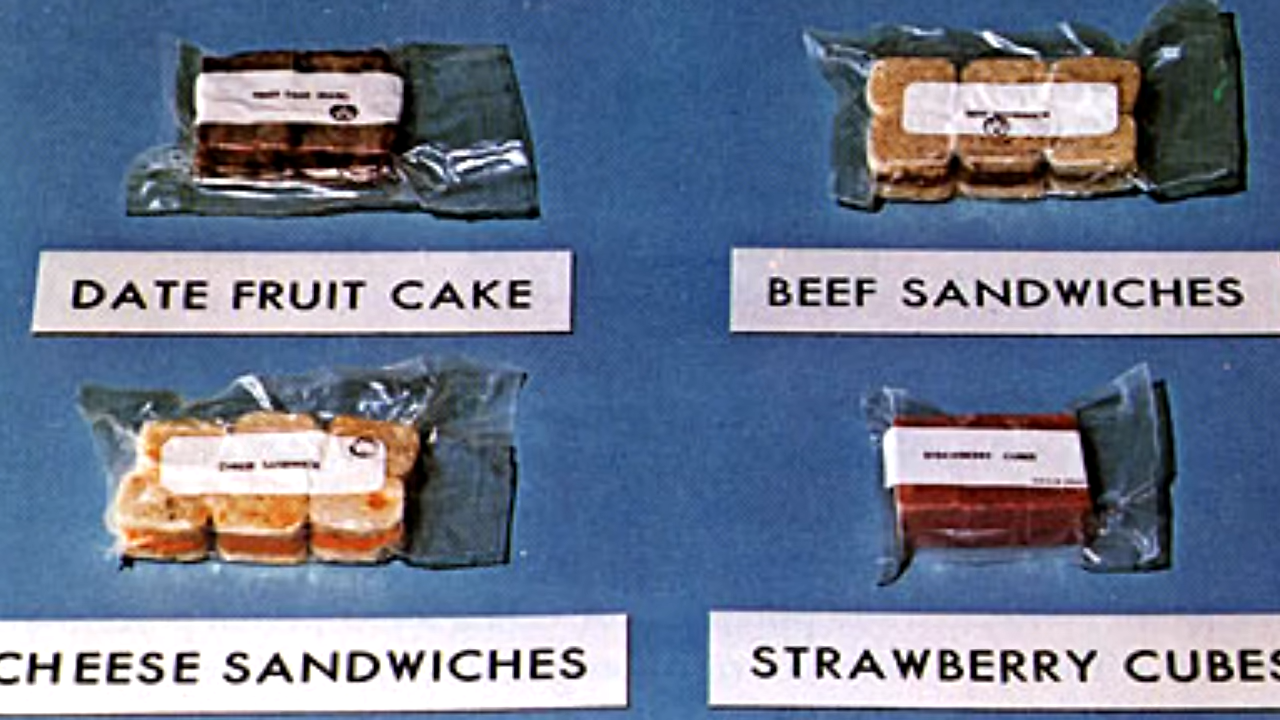 DATE FRUIT CAKE
BEEF SANDWICHES
CHEESE SANDWICHES
STRAWBERRY CUBES